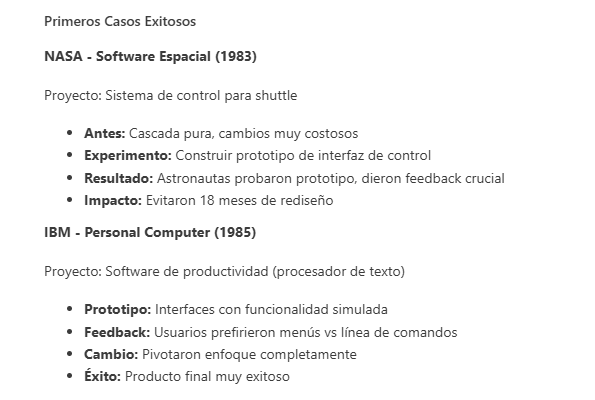 Primeros Casos Exitosos
NASA - Software Espacial (1983)
Proyecto: Sistema de control para shuttle
• Antes: Cascada pura, cambios muy costosos
• Experimento: Construir prototipo de interfaz de control
• Resultado: Astronautas probaron prototipo, dieron feedback crucial
• Impacto: Evitaron 18 meses de rediseño
IBM - Personal Computer (1985)
Proyecto: Software de productividad (procesador de texto)
• Prototipo: Interfaces con funcionalidad simulada
• Feedback: Usuarios prefirieron menús vs línea de comandos
• Cambio: Pivotaron enfoque completamente
• Éxito: Producto final muy exitoso